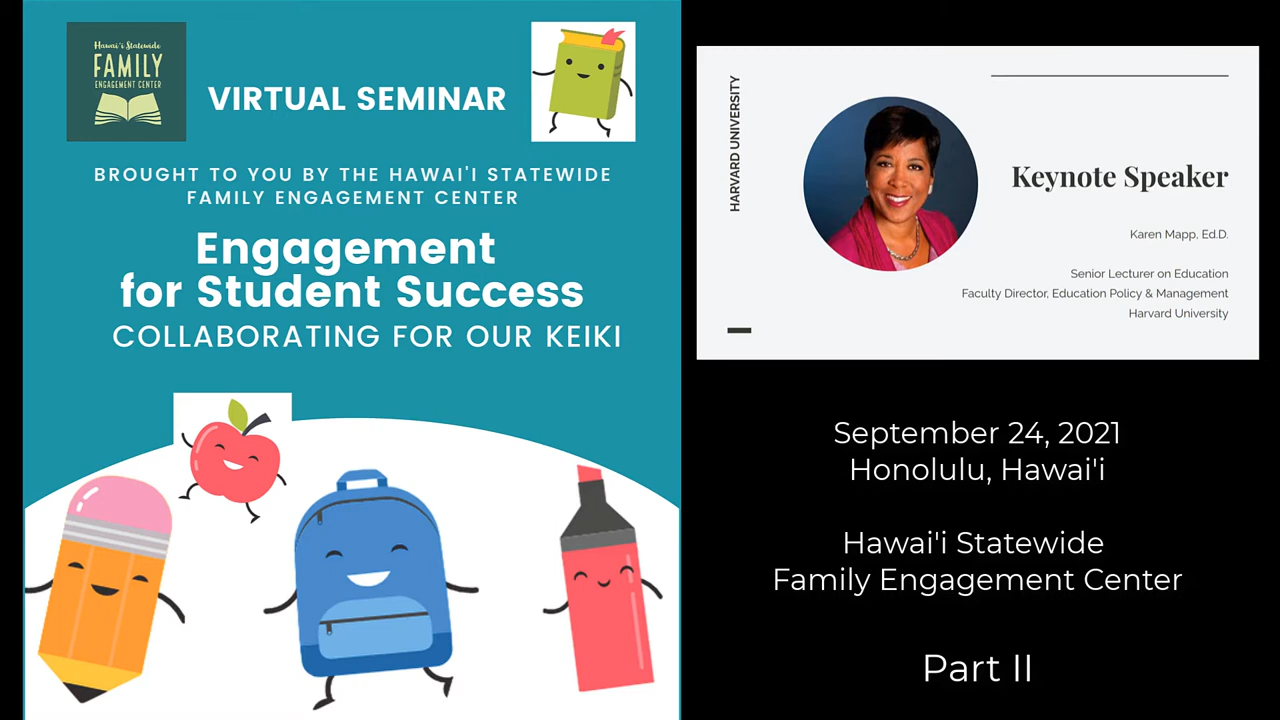 Hawai'i Statewide
FAMILY
ENGAGEMENT CENTER
VIRTUAL SEMINAR
BROUGHT TO YOU BY THE HAWAI'I STATEWIDE
FAMILY ENGAGEMENT CENTER
Engagement
for Student Success
COLLABORATING FOR OUR KEIKI
HARVARD UNIVERSITY
Keynote Speaker
Karen Mapp, Ed.D.
Senior Lecturer on Education
Faculty Director, Education Policy & Management
Harvard University
September 24, 2021
Honolulu, Hawai'i
Hawai'i Statewide
Family Engagement Center
Part II